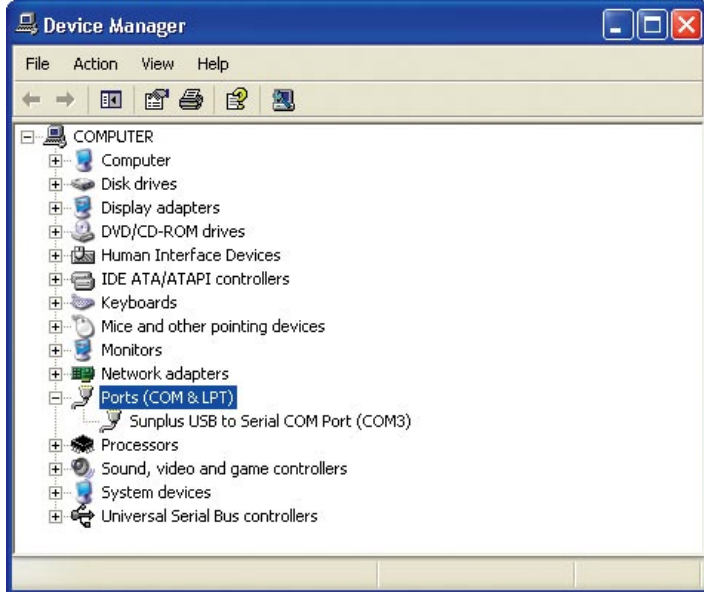 Device Manager
File Action View Help
COMPUTER
Computer
Disk drives
Display adapters
DVD/CD-ROM drives
Human Interface Devices
IDE ATA/ATAPI controllers
Keyboards
Mice and other pointing devices
Monitors
Network adapters
Ports (COM & LPT)
Sunplus USB to Serial COM Port (COM3)
Processors
Sound, video and game controllers
System devices
Universal Serial Bus controllers